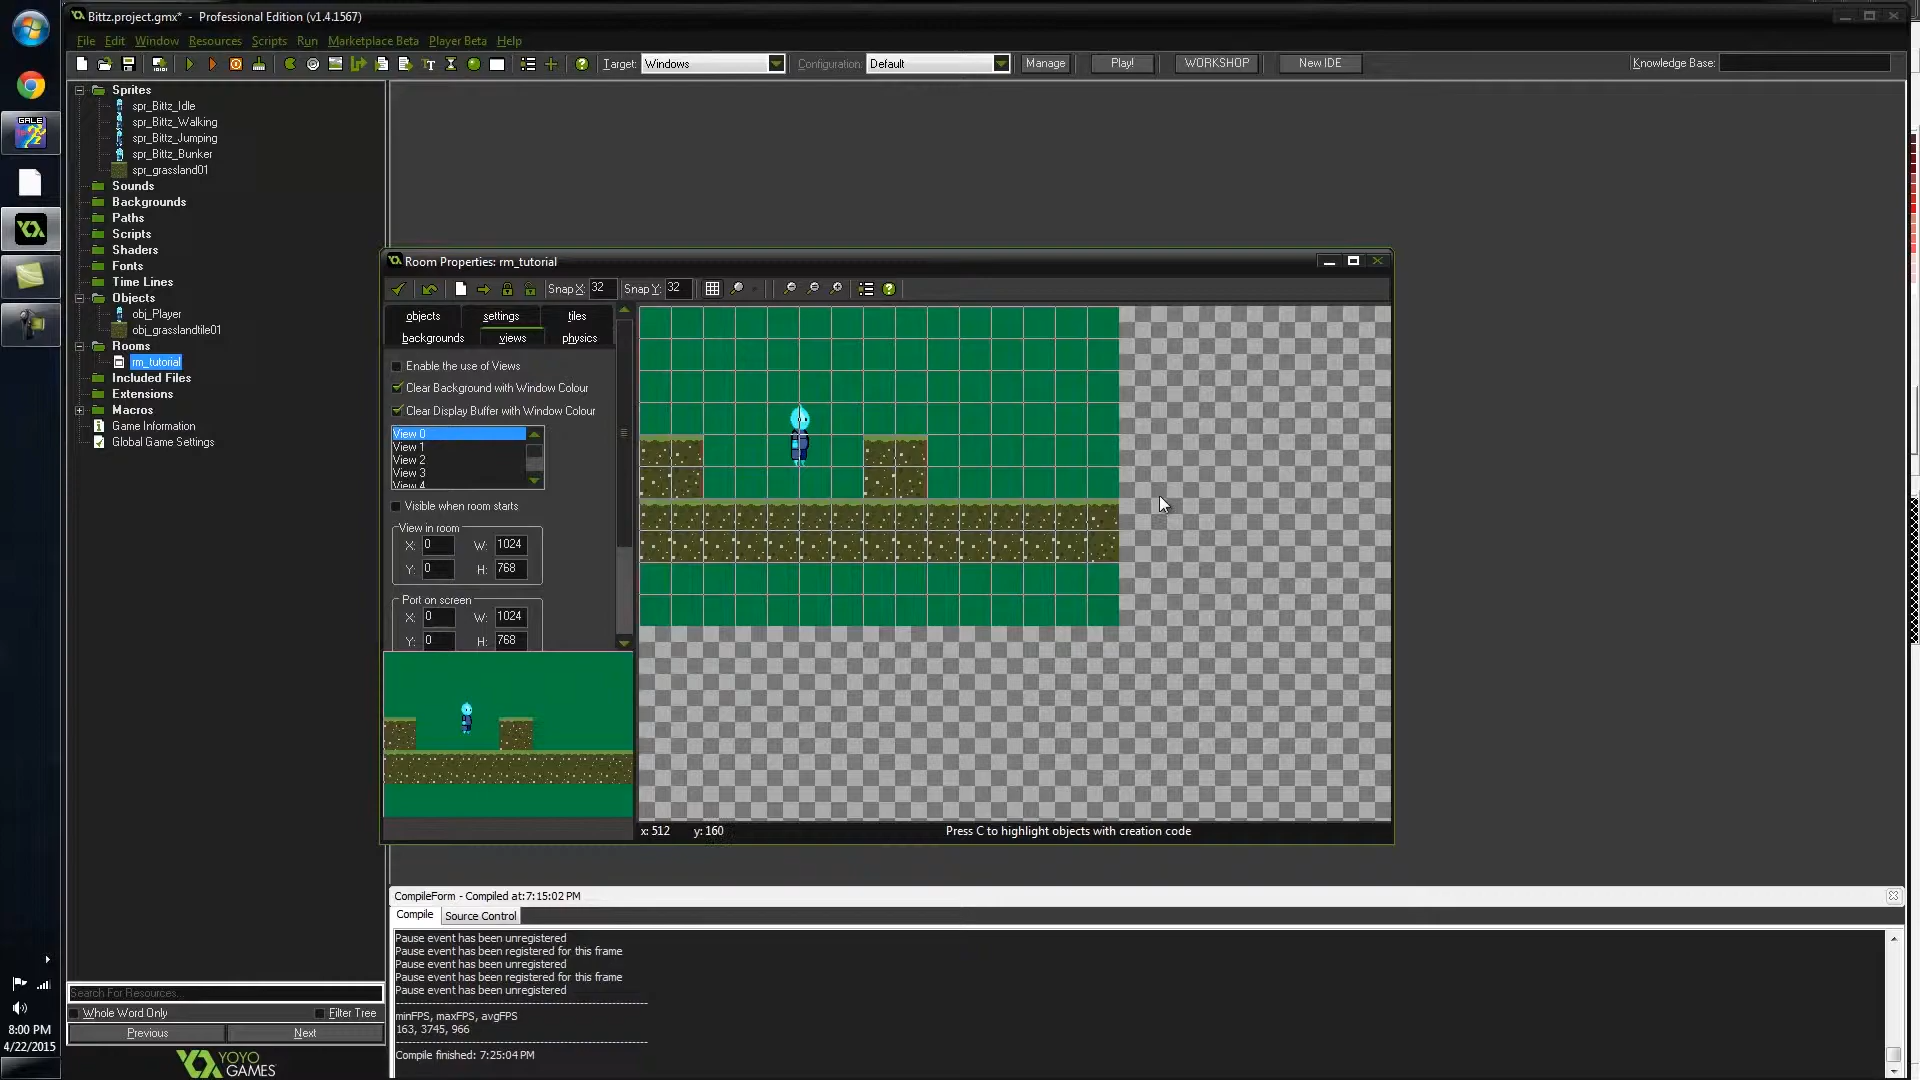 Bittz.project.gmx* - Professional Edition (v1.4.1567)
File Edit Window Resources Scripts Run Marketplace Beta Player Beta Help
Target: Windows Configuration: Default Manage Play! WORKSHOP New IDE Knowledge Base:
Sprites
spr_Bittz_Idle
spr_Bittz_Walking
spr_Bittz_Jumping
spr_Bittz_Bunker
spr_grassland01
Sounds
Backgrounds
Paths
Scripts
Shaders
Fonts
Time Lines
Objects
obj_Player
obj_grasslandtile01
Rooms
rm_tutorial
Included Files
Extensions
Macros
Game Information
Global Game Settings
GALE
Room Properties: rm_tutorial
Snap X: 32 Snap Y: 32
objects settings tiles
backgrounds views physics
Enable the use of Views
Clear Background with Window Colour
Clear Display Buffer with Window Colour
View 0
View 1
View 2
View 3
View 4
Visible when room starts
View in room
X: 0 W: 1024
Y: 0 H: 768
Port on screen
X: 0 W: 1024
Y: 0 H: 768
x: 512 y: 160 Press C to highlight objects with creation code
CompileForm - Compiled at:7:15:02 PM
Compile Source Control
Pause event has been unregistered
Pause event has been registered for this frame
Pause event has been unregistered
Pause event has been registered for this frame
Pause event has been unregistered
minFPS, maxFPS, avgFPS
163, 3745, 966
Compile finished: 7:25:04 PM
Search For Resources...
Whole Word Only Filter Tree
Previous Next
YOYO
GAMES
8:00 PM
4/22/2015